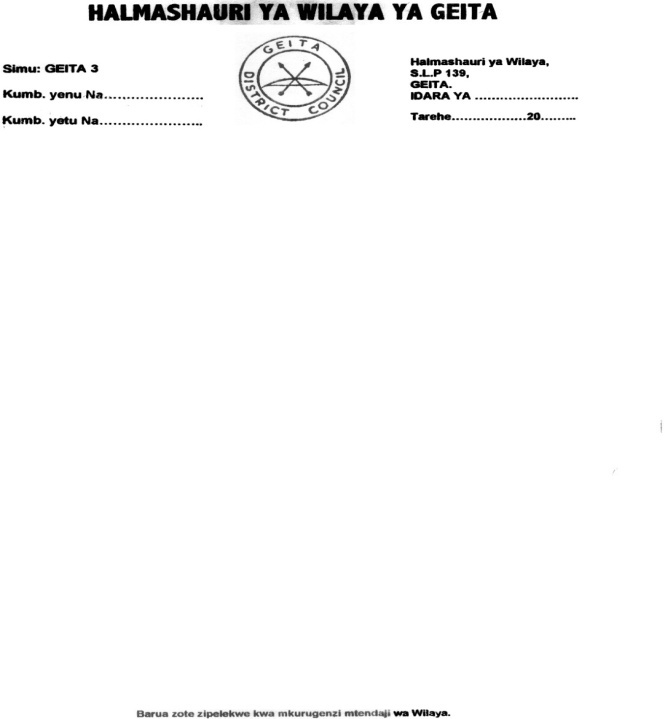 HALMASHAURI YA WILAYA YA GEITA
Simu: GEITA 3
Kumb. yenu Na.......................
Kumb. yetu Na........................
GEITA
DISTRICT COUNCIL
Halmashauri ya Wilaya,
S.L.P 139,
GEITA.
IDARA YA .........................
Tarehe..................20.........
Barua zote zipelekwe kwa mkurugenzi mtendaji wa Wilaya.